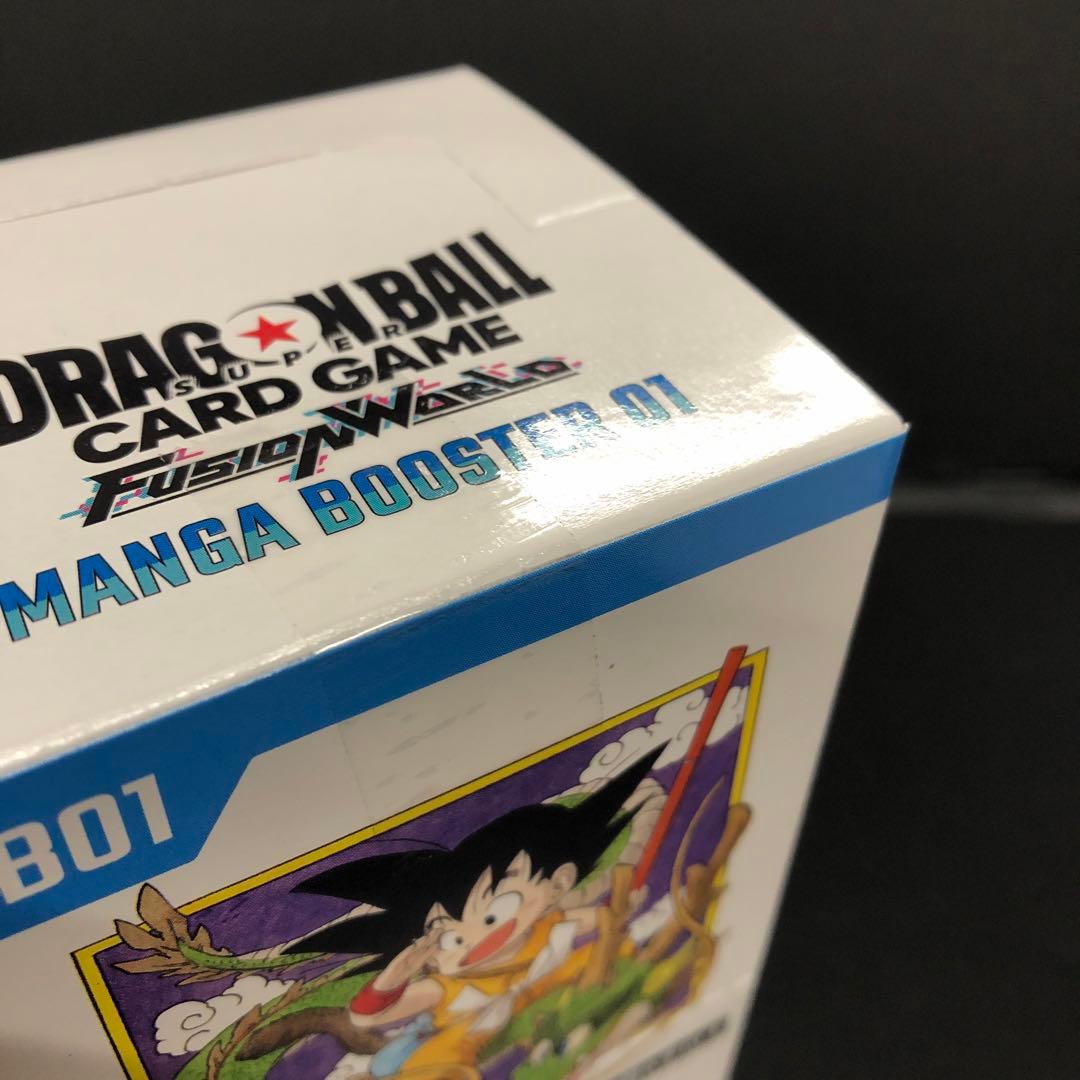 DRAGON BALL
SUPER
CARD GAME
FUSION WORLD
MANGA BOOSTER 01
B01